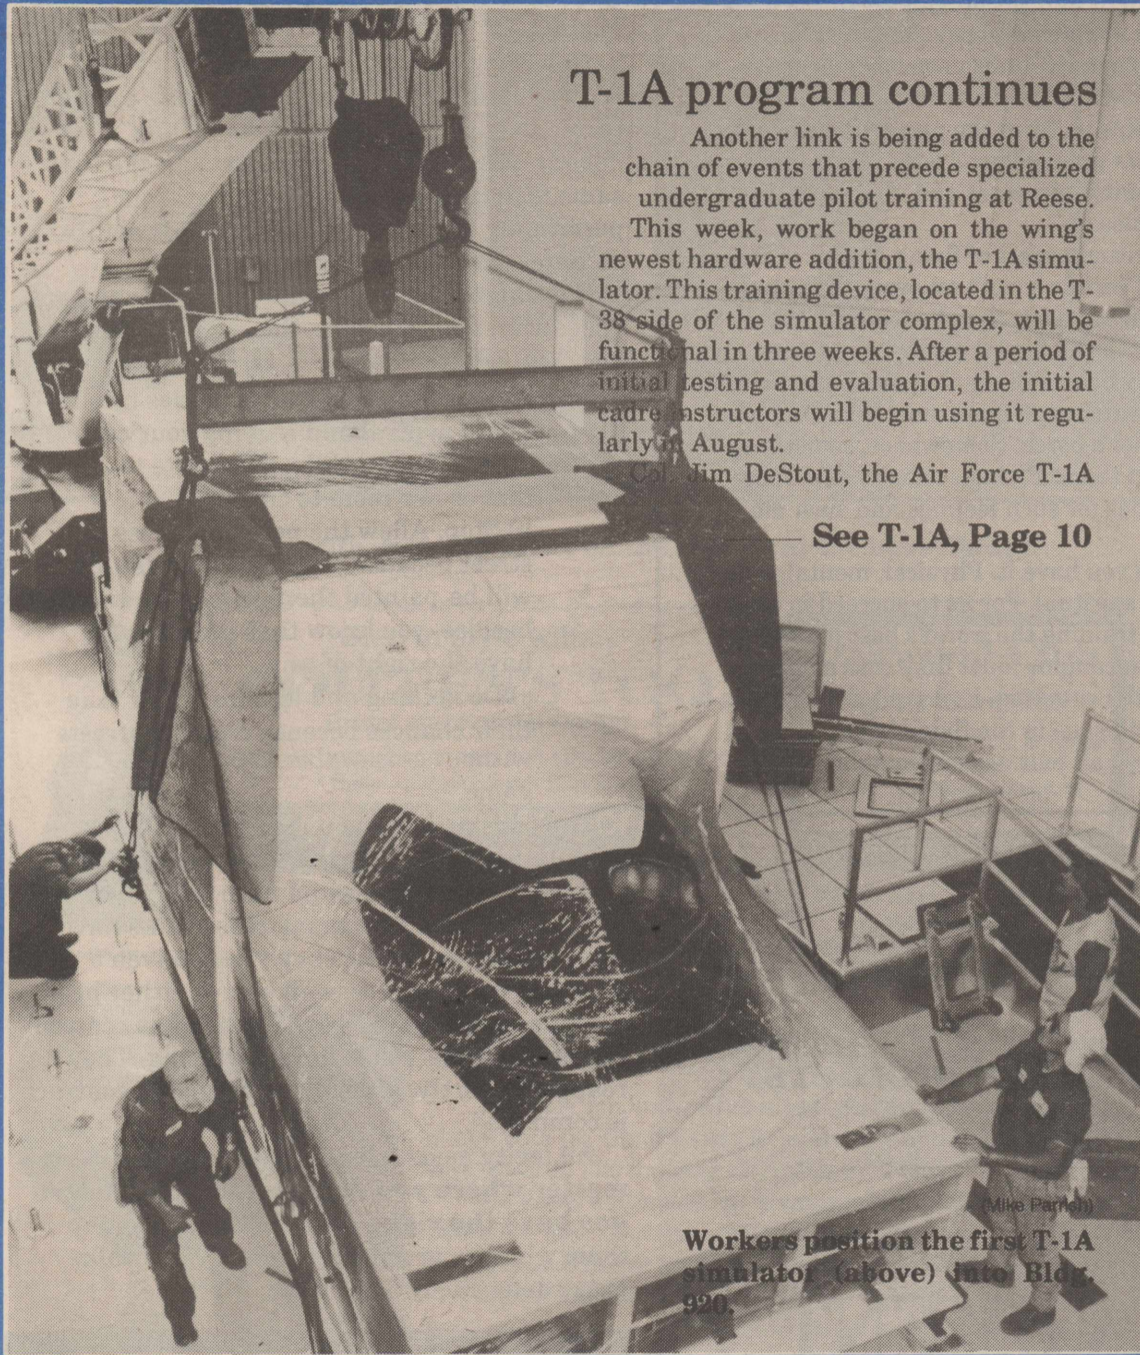 T-1A program continues
Another link is being added to the
chain of events that precede specialized
undergraduate pilot training at Reese.
This week, work began on the wing's
newest hardware addition, the T-1A simu-
lator. This training device, located in the T-
38 side of the simulator complex, will be
functional in three weeks. After a period of
initial testing and evaluation, the initial
cadre instructors will begin using it regu-
larly in August.
Col. Jim DeStout, the Air Force T-1A
See T-1A, Page 10
(Mike Parrish)
Workers position the first T-1A
simulator (above) into Bldg.
920.